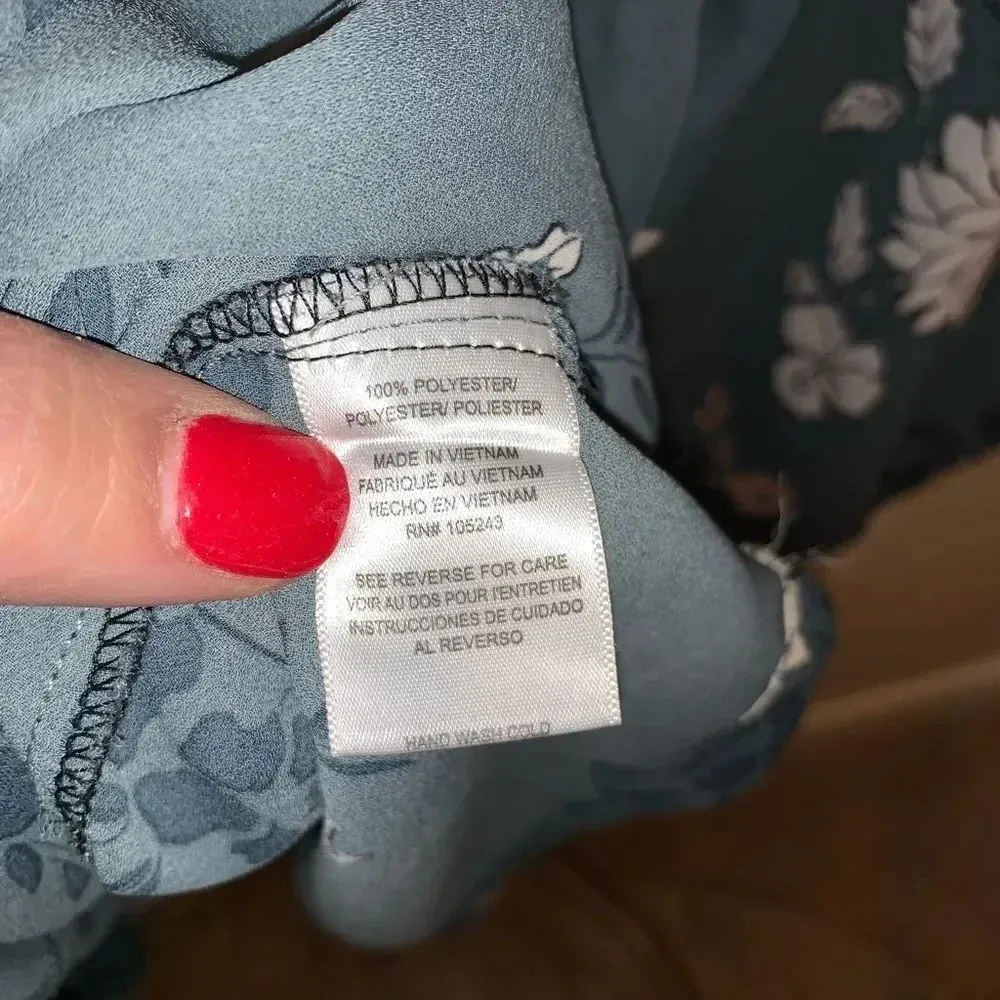 100% POLYESTER/
POLYESTER/ POLIESTER
MADE IN VIETNAM
FABRIQUÉ AU VIETNAM
HECHO EN VIETNAM
RN# 105243
SEE REVERSE FOR CARE
VOIR AU DOS POUR l'ENTRETIEN
INSTRUCCIONES DE CUIDADO
AL REVERSO
HAND WASH COLD